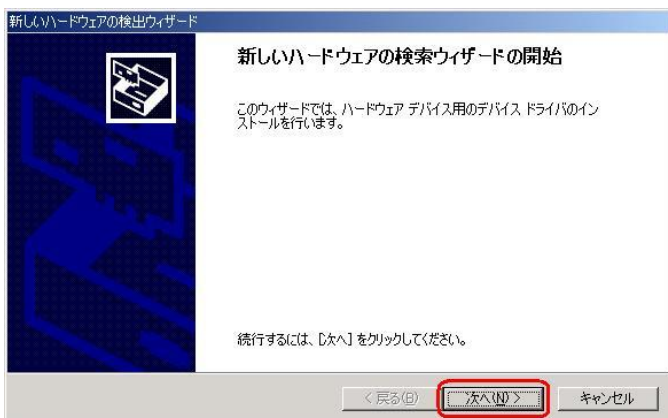 新しいハードウェアの検出ウィザード
新しいハードウェアの検索ウィザードの開始
このウィザードでは、ハードウェア デバイス用のデバイス ドライバのイン
ストールを行います。
続行するには、[次へ] をクリックしてください。
< 戻る(B)
次へ(N) >
キャンセル